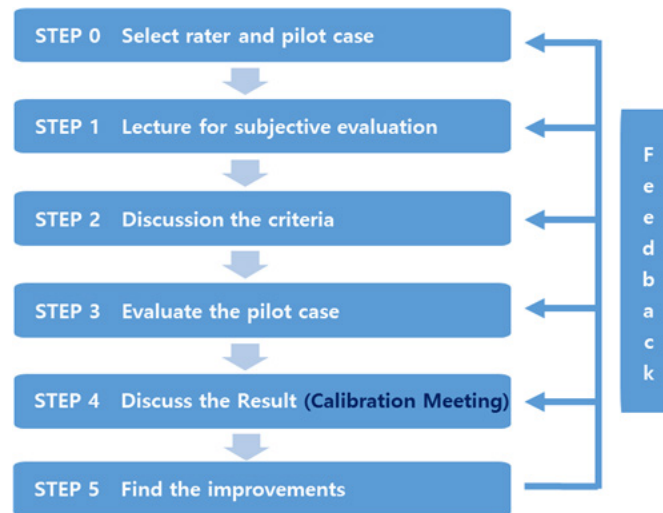 STEP 0 Select rater and pilot case
STEP 1 Lecture for subjective evaluation
STEP 2 Discussion the criteria
STEP 3 Evaluate the pilot case
STEP 4 Discuss the Result (Calibration Meeting)
STEP 5 Find the improvements
Feedback